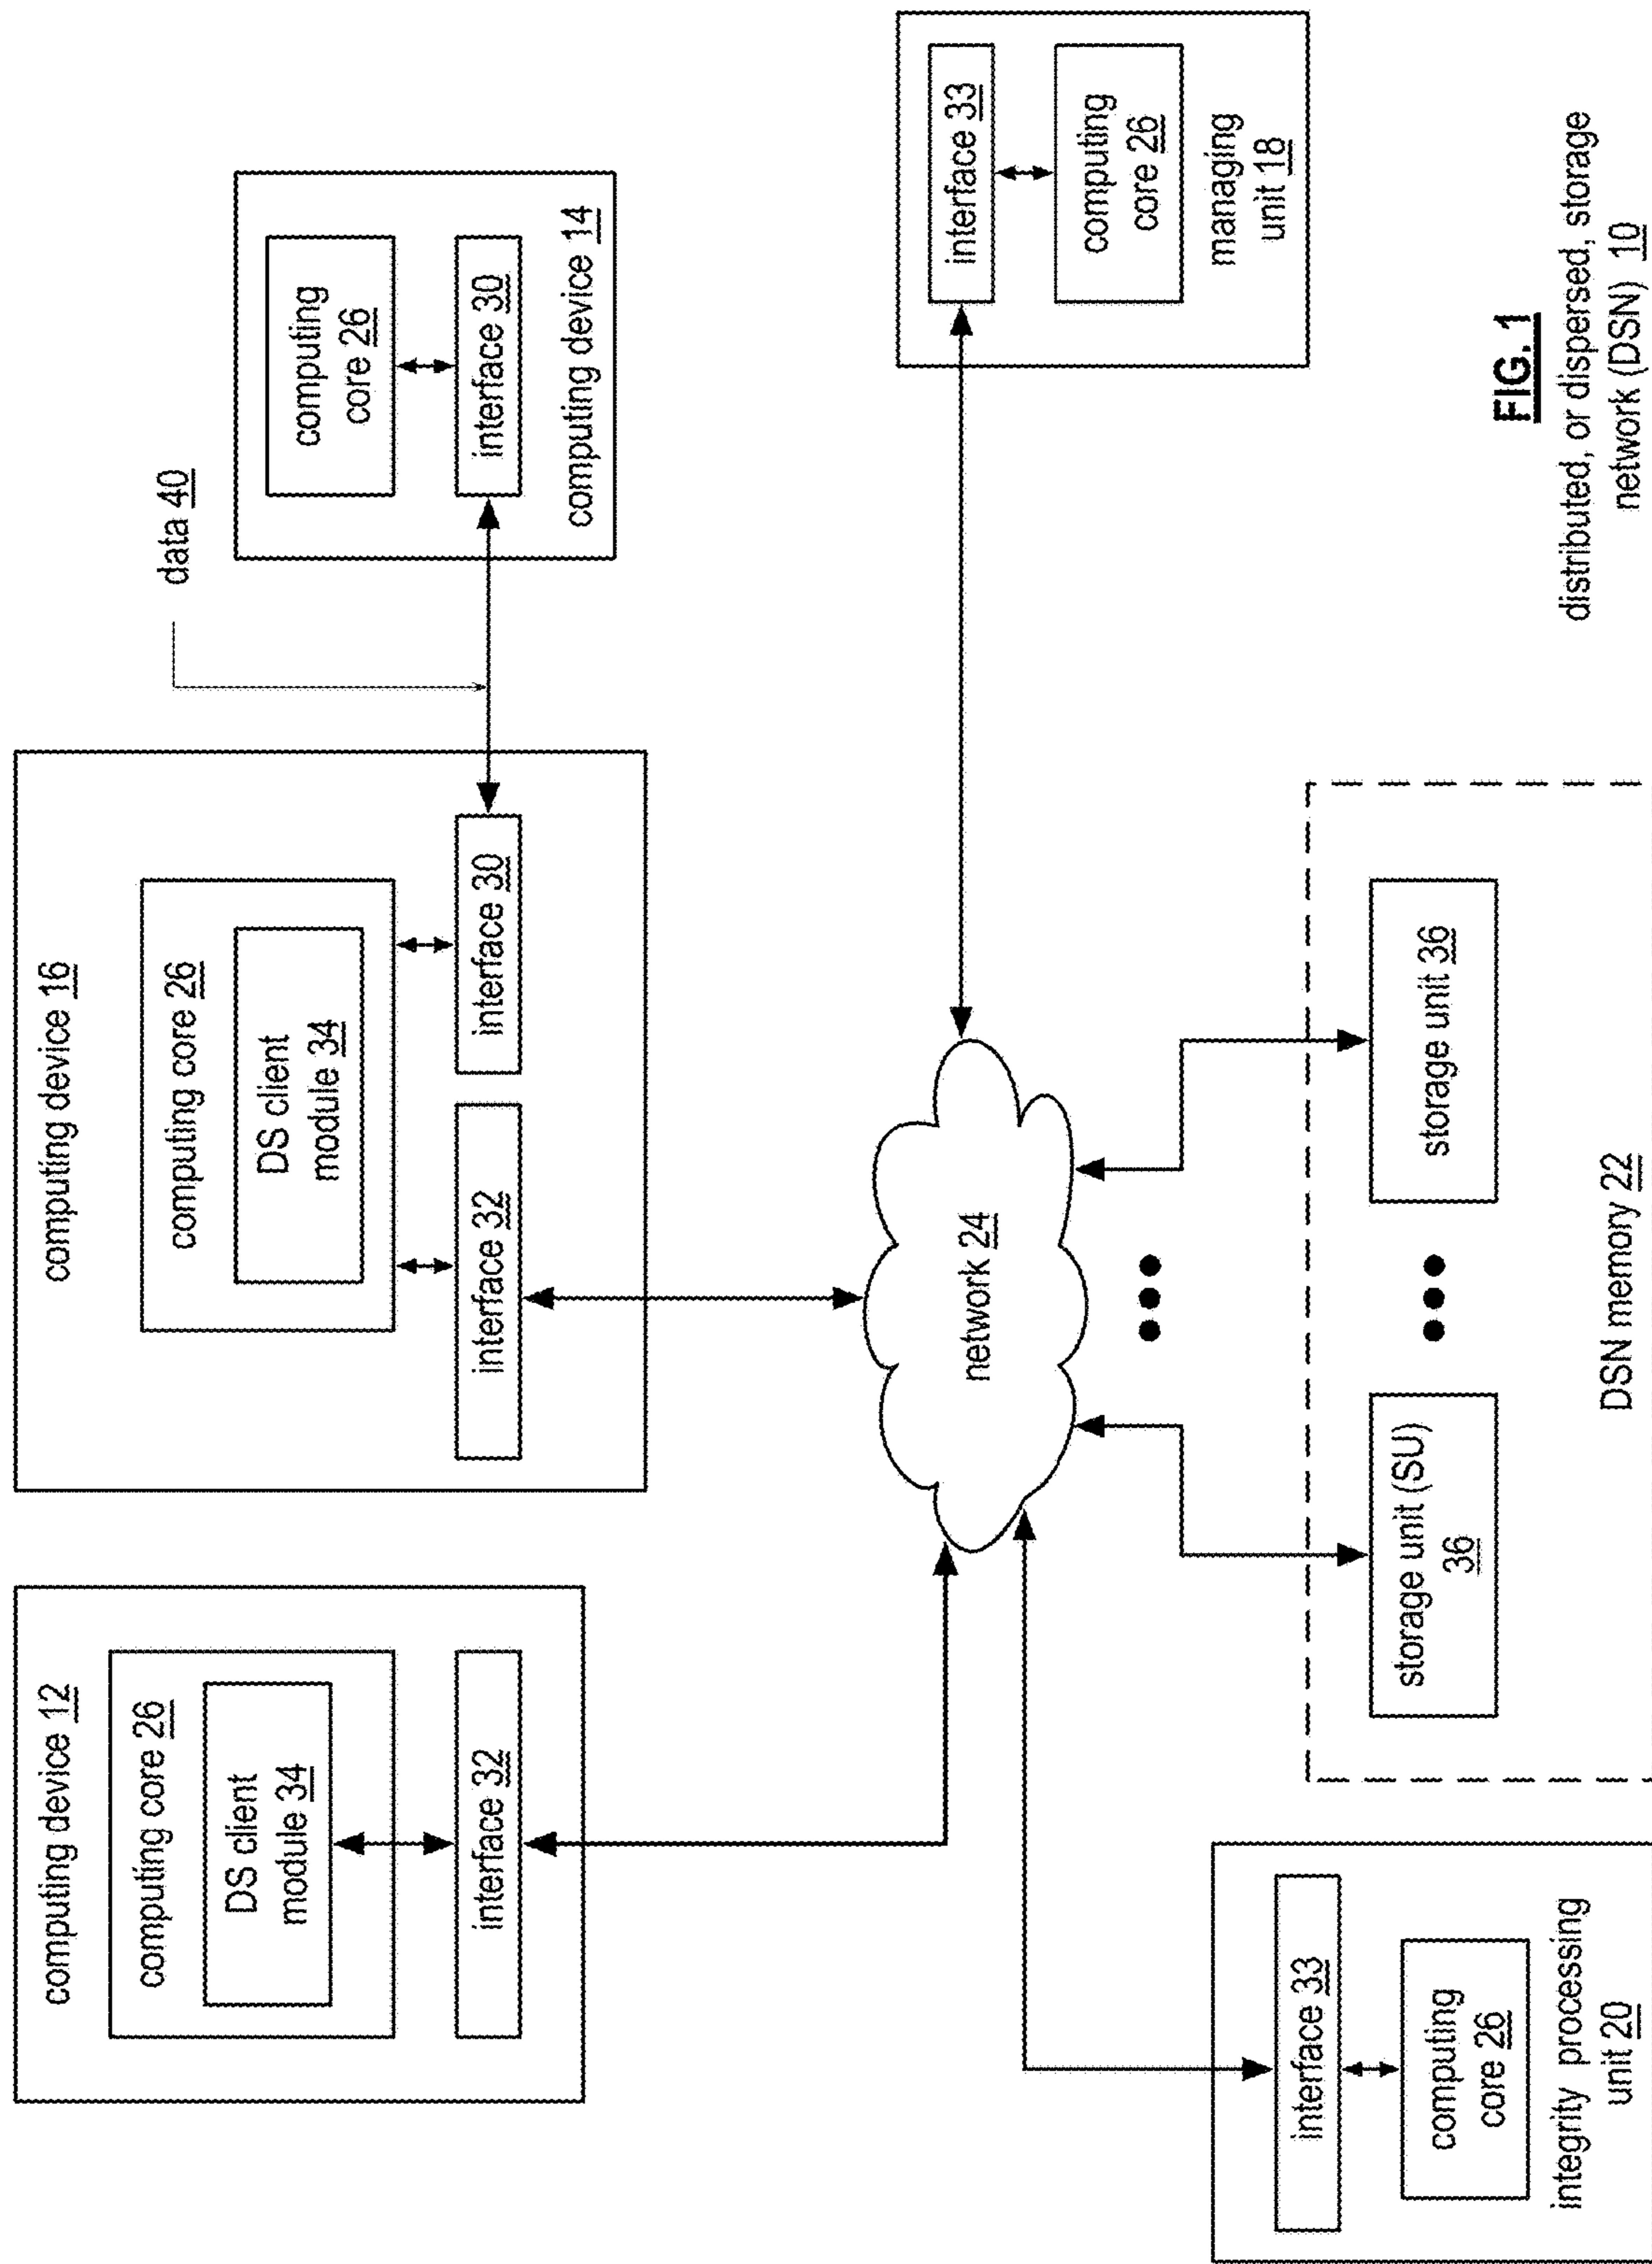 computing device 12
computing core 26
DS client
module 34
interface 32
computing device 16
computing core 26
DS client
module 34
interface 32
interface 30
data 40
computing
core 26
interface 30
computing device 14
network 24
interface 33
computing
core 26
managing
unit 18
interface 33
computing
core 26
integrity processing
unit 20
storage unit (SU)
36
storage unit 36
DSN memory 22
FIG. 1
distributed, or dispersed, storage
network (DSN) 10